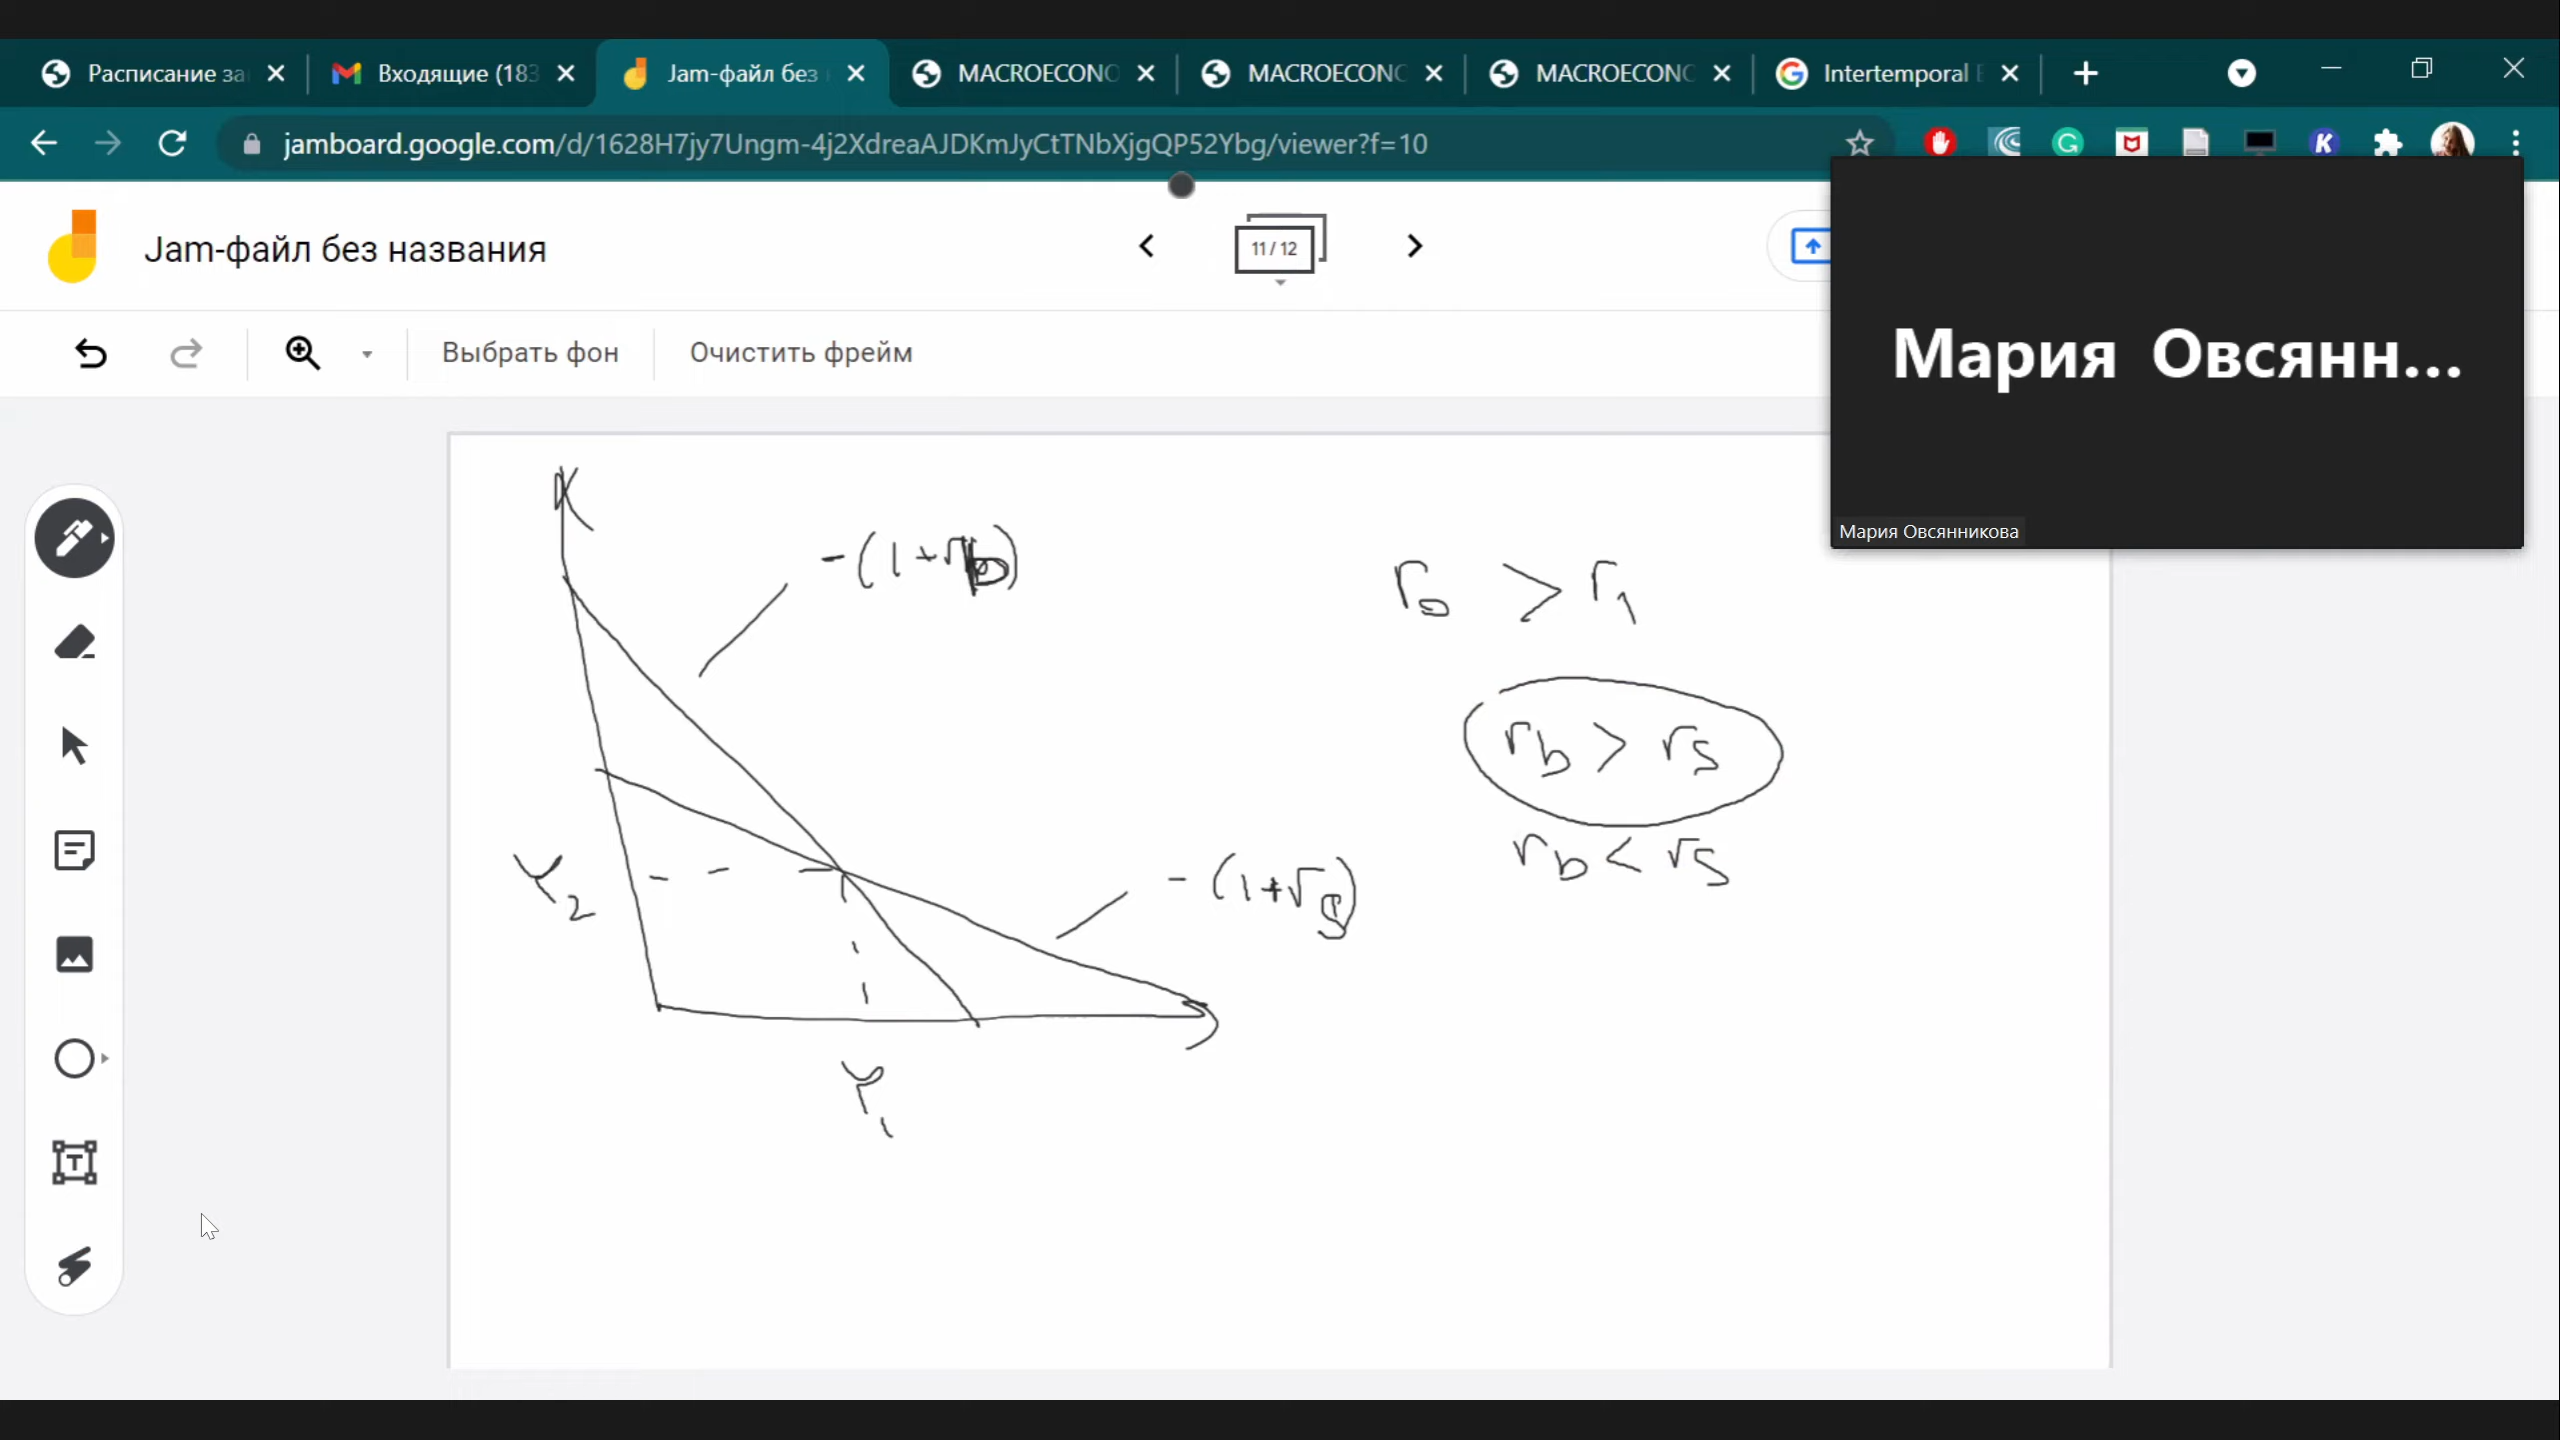 Расписание за
Входящие (183
Jam-файл без
MACROECONO
MACROECONC
MACROECONC
Intertemporal
jamboard.google.com/d/1628H7jy7Ungm-4j2XdreaAJDKmJyCtTNbXjgQP52Ybg/viewer?f=10
Jam-файл без названия
11 / 12
Выбрать фон
Очистить фрейм
Мария Овсянн...
Мария Овсянникова
-(1+rb)
r0 > r1
rb > rs
rb < rs
Y2
-(1+rs)
Y1